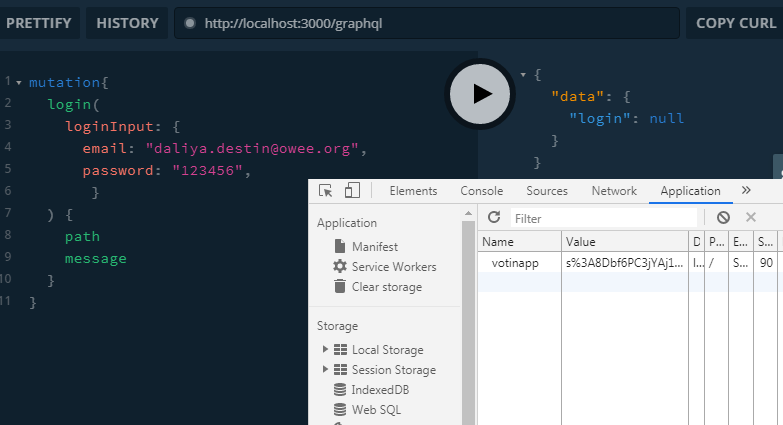 PRETTIFY HISTORY http://localhost:3000/graphql COPY CURL
1 mutation{
2 login(
3 loginInput: {
4 email: "daliya.destin@owee.org",
5 password: "123456",
6 }
7 ) {
8 path
9 message
10 }
11 }
{
"data": {
"login": null
}
}
Elements Console Sources Network Application »
Application
Manifest
Service Workers
Clear storage
Storage
Local Storage
Session Storage
IndexedDB
Web SQL
Filter
Name Value D P... E... S...
votinapp s%3A8Dbf6PC3jYAj1... l... / S... 90